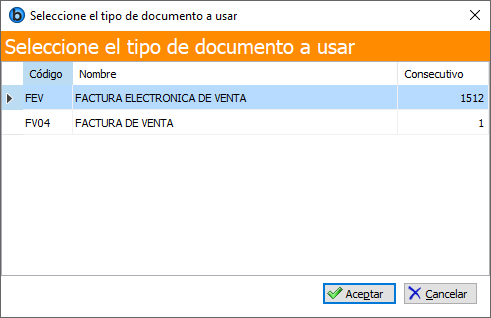 Seleccione el tipo de documento a usar
Seleccione el tipo de documento a usar
Código Nombre Consecutivo
FEV FACTURA ELECTRONICA DE VENTA 1512
FV04 FACTURA DE VENTA 1
Aceptar Cancelar